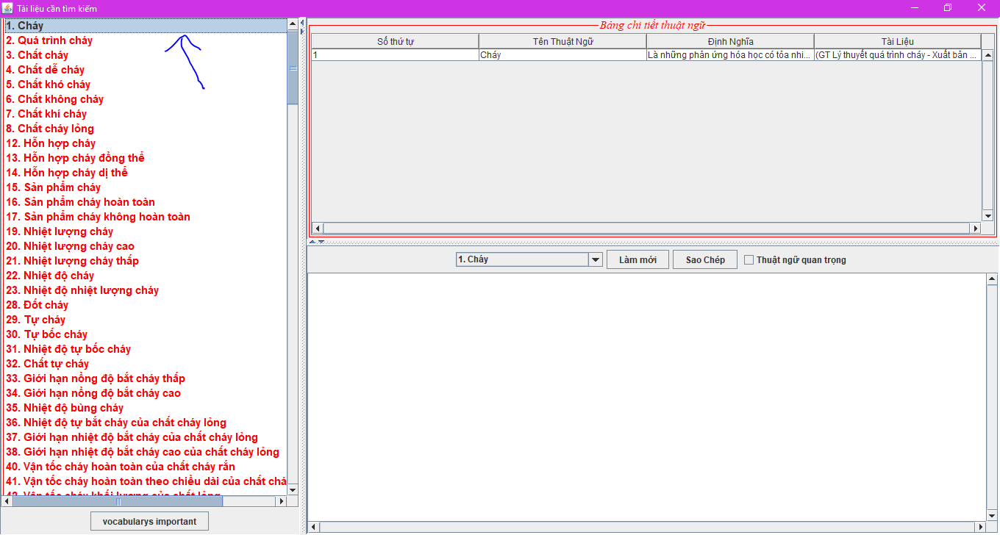 Tài liệu cần tìm kiếm
1. Cháy
2. Quá trình cháy
3. Chất cháy
4. Chất dễ cháy
5. Chất khó cháy
6. Chất không cháy
7. Chất khí cháy
8. Chất cháy lỏng
12. Hỗn hợp cháy
13. Hỗn hợp cháy đồng thể
14. Hỗn hợp cháy dị thể
15. Sản phẩm cháy
16. Sản phẩm cháy hoàn toàn
17. Sản phẩm cháy không hoàn toàn
19. Nhiệt lượng cháy
20. Nhiệt lượng cháy cao
21. Nhiệt lượng cháy thấp
22. Nhiệt độ cháy
23. Nhiệt độ nhiệt lượng cháy
28. Đốt cháy
29. Tự cháy
30. Tự bốc cháy
31. Nhiệt độ tự bốc cháy
32. Chất tự cháy
33. Giới hạn nồng độ bắt cháy thấp
34. Giới hạn nồng độ bắt cháy cao
35. Nhiệt độ bùng cháy
36. Nhiệt độ tự bắt cháy của chất cháy lỏng
37. Giới hạn nhiệt độ bắt cháy của chất cháy lỏng
38. Giới hạn nhiệt độ bắt cháy cao của chất cháy lỏng
40. Vận tốc cháy hoàn toàn của chất cháy rắn
41. Vận tốc cháy hoàn toàn theo chiều dài của chất chá
42. Vận tốc cháy khối lượng của chất lỏng
vocabularys important
Bảng chi tiết thuật ngữ
Số thứ tự Tên Thuật Ngữ Định Nghĩa Tài Liệu
1 Cháy Là những phản ứng hóa học có tỏa nhi... (GT Lý thuyết quá trình cháy - Xuất bản ...
1. Cháy Làm mới Sao Chép Thuật ngữ quan trọng